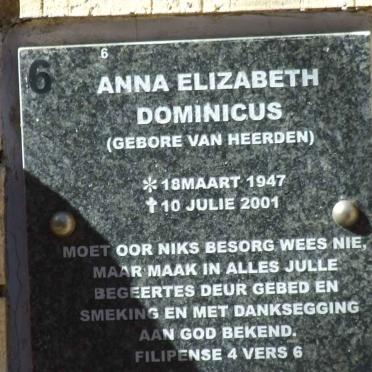 6
6
ANNA ELIZABETH
DOMINICUS
(GEBORE VAN HEERDEN)
* 18MAART 1947
✝ 10 JULIE 2001
MOET OOR NIKS BESORG WEES NIE,
MAAR MAAK IN ALLES JULLE
BEGEERTES DEUR GEBED EN
SMEKING EN MET DANKSEGGING
AAN GOD BEKEND.
FILIPENSE 4 VERS 6